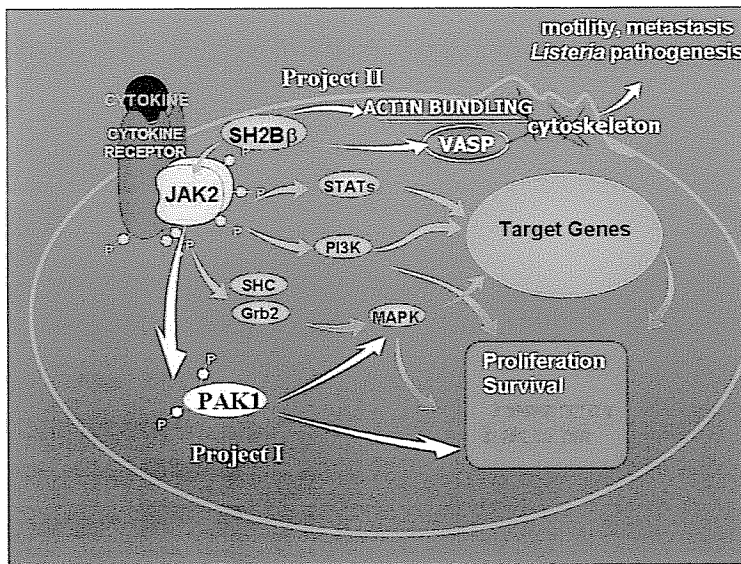 motility, metastasis
Listeria pathogenesis
Project II
CYTOKINE
ACTIN BUNDLING
CYTOKINE
RECEPTOR
SH2Bβ
VASP
cytoskeleton
P
JAK2
P
STATs
P
Target Genes
P
P
PI3K
SHC
Grb2
MAPK
P
Proliferation
Survival
PAK1
P
Project I